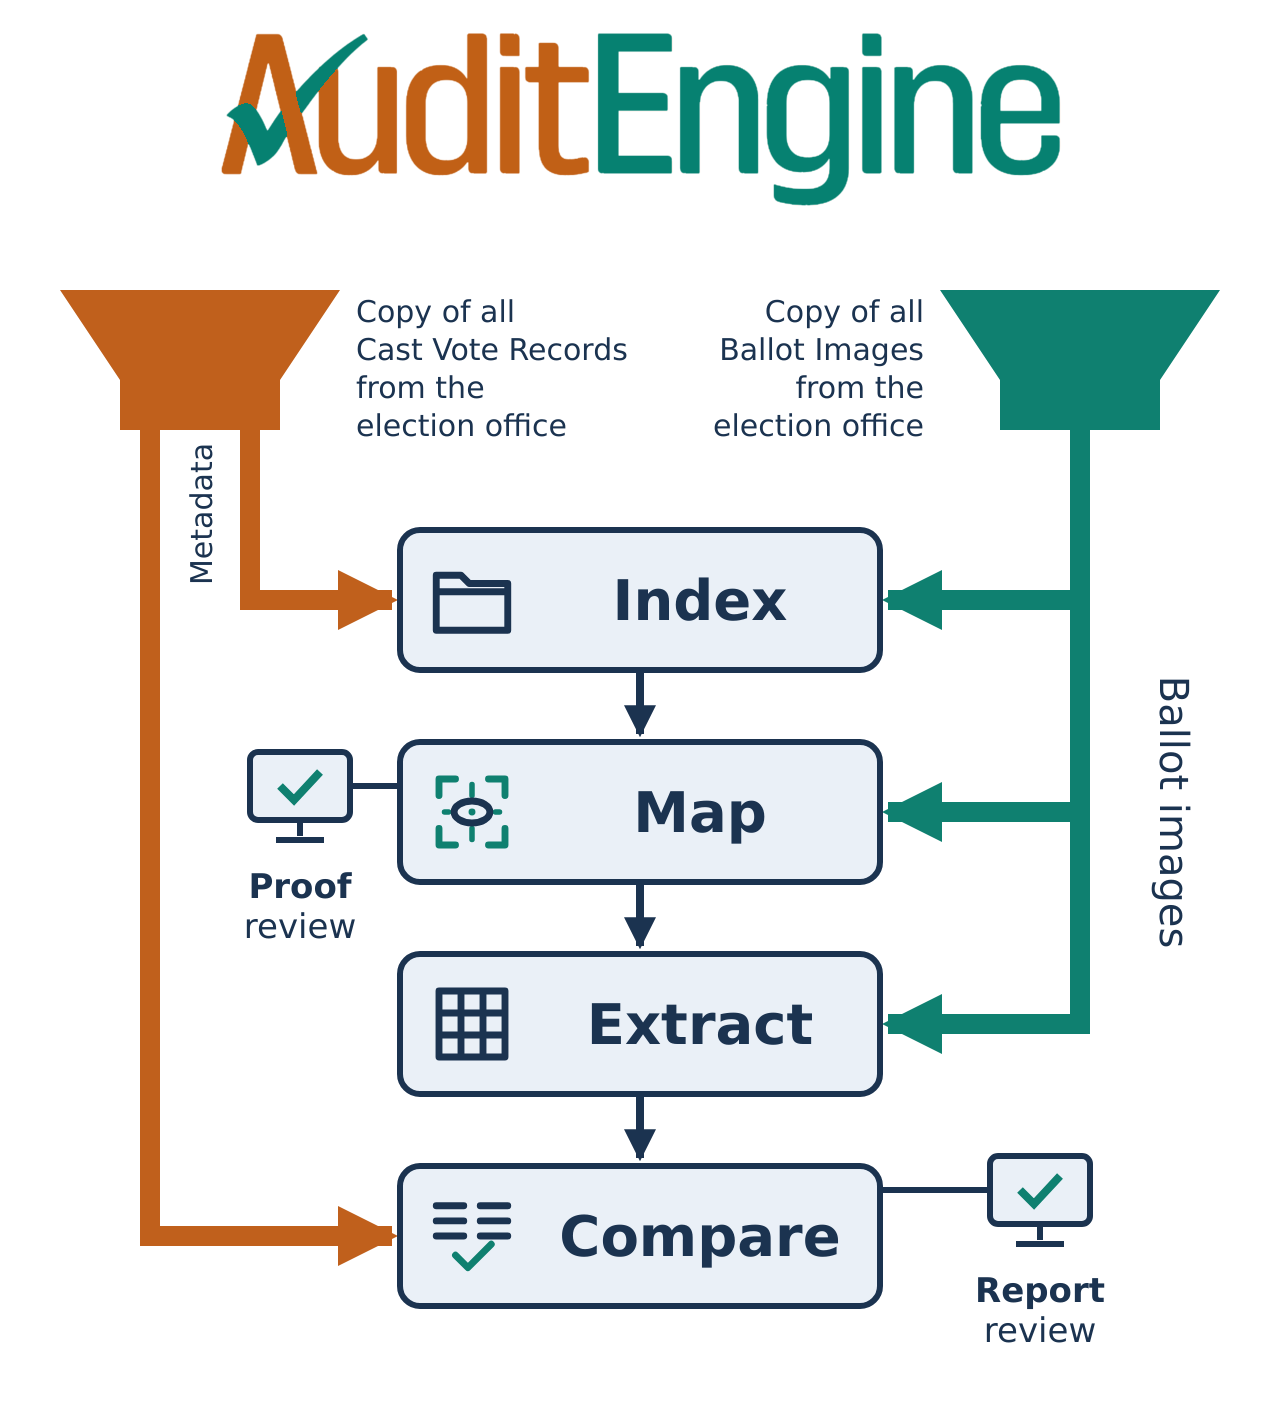 AuditEngine
Copy of all
Cast Vote Records
from the
election office
Copy of all
Ballot Images
from the
election office
Metadata
Index
Map
Proof
review
Ballot images
Extract
Compare
Report
review